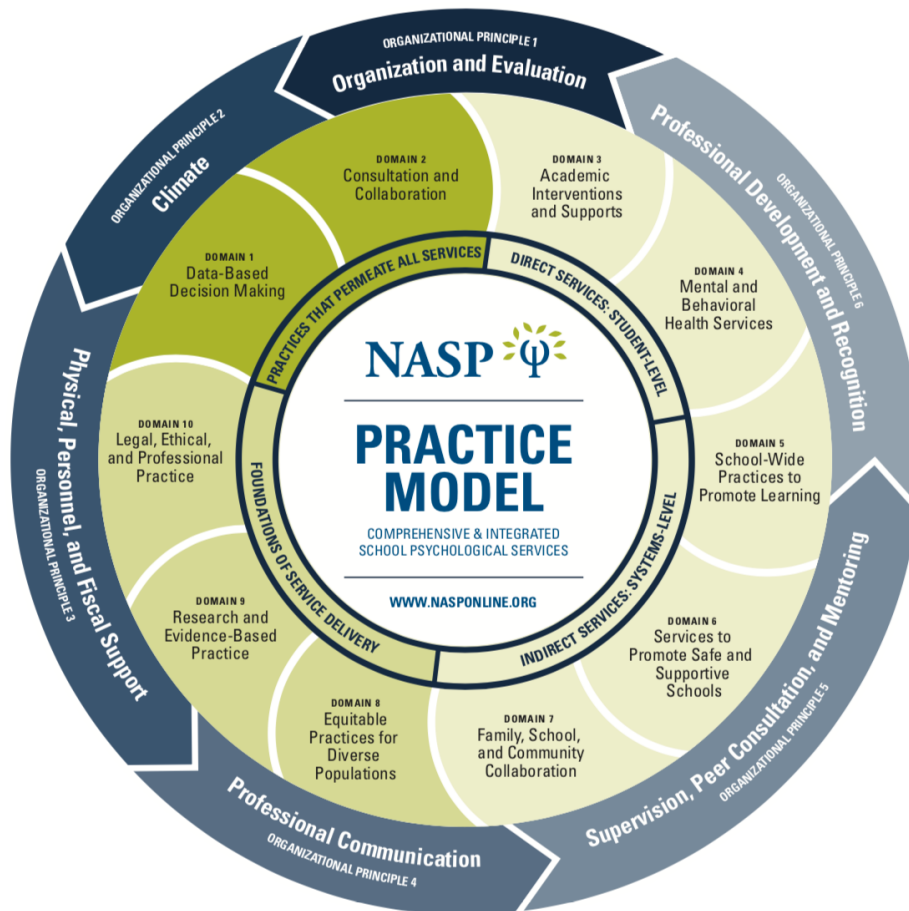 ORGANIZATIONAL PRINCIPLE 1
Organization and Evaluation
ORGANIZATIONAL PRINCIPLE 2
Climate
Physical, Personnel, and Fiscal Support
ORGANIZATIONAL PRINCIPLE 3
Professional Communication
ORGANIZATIONAL PRINCIPLE 4
Supervision, Peer Consultation, and Mentoring
ORGANIZATIONAL PRINCIPLE 5
ORGANIZATIONAL PRINCIPLE 6
Professional Development and Recognition
DOMAIN 1
Data-Based
Decision Making
DOMAIN 2
Consultation and
Collaboration
DOMAIN 3
Academic
Interventions
and Supports
DOMAIN 4
Mental and
Behavioral
Health Services
DOMAIN 5
School-Wide
Practices to
Promote Learning
DOMAIN 6
Services to
Promote Safe and
Supportive
Schools
DOMAIN 7
Family, School,
and Community
Collaboration
DOMAIN 8
Equitable
Practices for
Diverse
Populations
DOMAIN 9
Research and
Evidence-Based
Practice
DOMAIN 10
Legal, Ethical,
and Professional
Practice
PRACTICES THAT PERMEATE ALL SERVICES
DIRECT SERVICES: STUDENT-LEVEL
INDIRECT SERVICES: SYSTEMS-LEVEL
FOUNDATIONS OF SERVICE DELIVERY
NASP ψ
PRACTICE
MODEL
COMPREHENSIVE & INTEGRATED
SCHOOL PSYCHOLOGICAL SERVICES
WWW.NASPONLINE.ORG